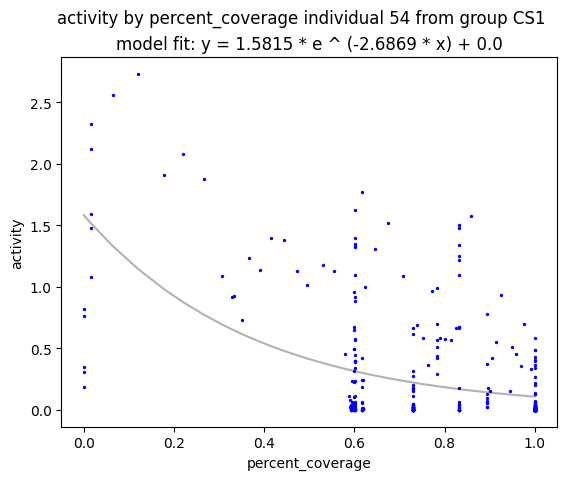 activity by percent_coverage individual 54 from group CS1
model fit: y = 1.5815 * e ^ (-2.6869 * x) + 0.0
2.5
2.0
1.5
1.0
0.5
0.0
activity
0.0 0.2 0.4 0.6 0.8 1.0
percent_coverage